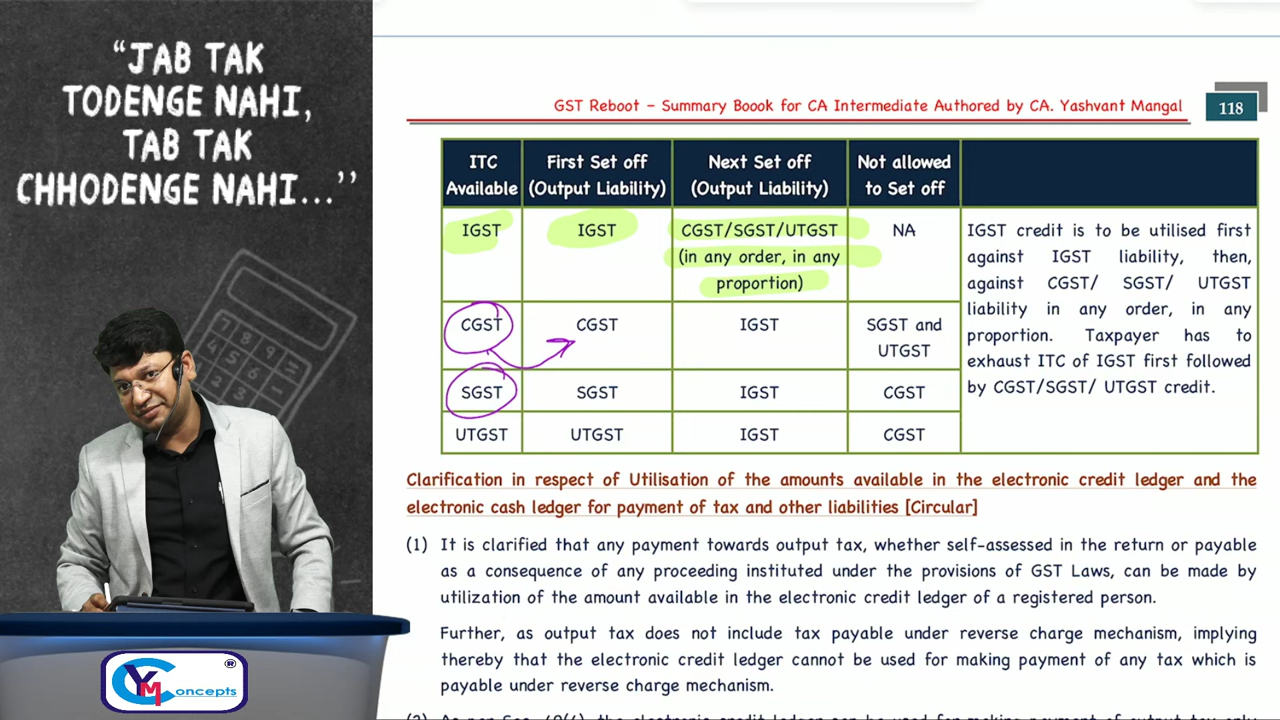 “JAB TAK
TODENGE NAHI,
TAB TAK
CHHODENGE NAHI...’’
GST Reboot – Summary Boook for CA Intermediate Authored by CA. Yashvant Mangal
118
ITC Available
First Set off (Output Liability)
Next Set off (Output Liability)
Not allowed to Set off
IGST
IGST
CGST/SGST/UTGST
(in any order, in any
proportion)
NA
IGST credit is to be utilised first
against IGST liability, then,
against CGST/ SGST/ UTGST
liability in any order, in any
proportion. Taxpayer has to
exhaust ITC of IGST first followed
by CGST/SGST/ UTGST credit.
CGST
CGST
IGST
SGST and
UTGST
SGST
SGST
IGST
CGST
UTGST
UTGST
IGST
CGST
Clarification in respect of Utilisation of the amounts available in the electronic credit ledger and the
electronic cash ledger for payment of tax and other liabilities [Circular]
(1) It is clarified that any payment towards output tax, whether self-assessed in the return or payable
as a consequence of any proceeding instituted under the provisions of GST Laws, can be made by
utilization of the amount available in the electronic credit ledger of a registered person.
Further, as output tax does not include tax payable under reverse charge mechanism, implying
thereby that the electronic credit ledger cannot be used for making payment of any tax which is
payable under reverse charge mechanism.
YM Concepts ®